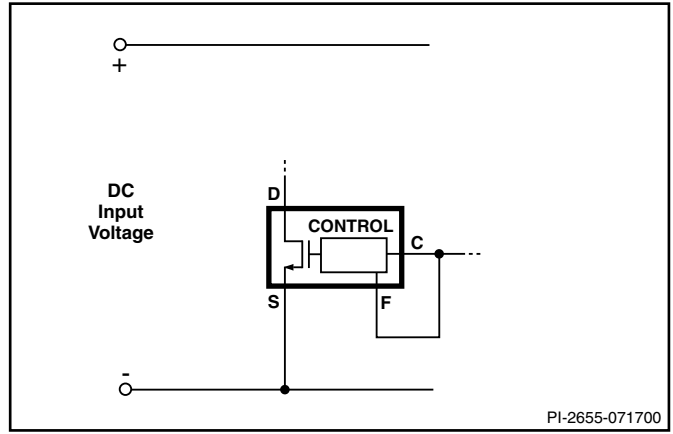 +
DC
Input
Voltage
D
CONTROL
C
S
F
-
PI-2655-071700